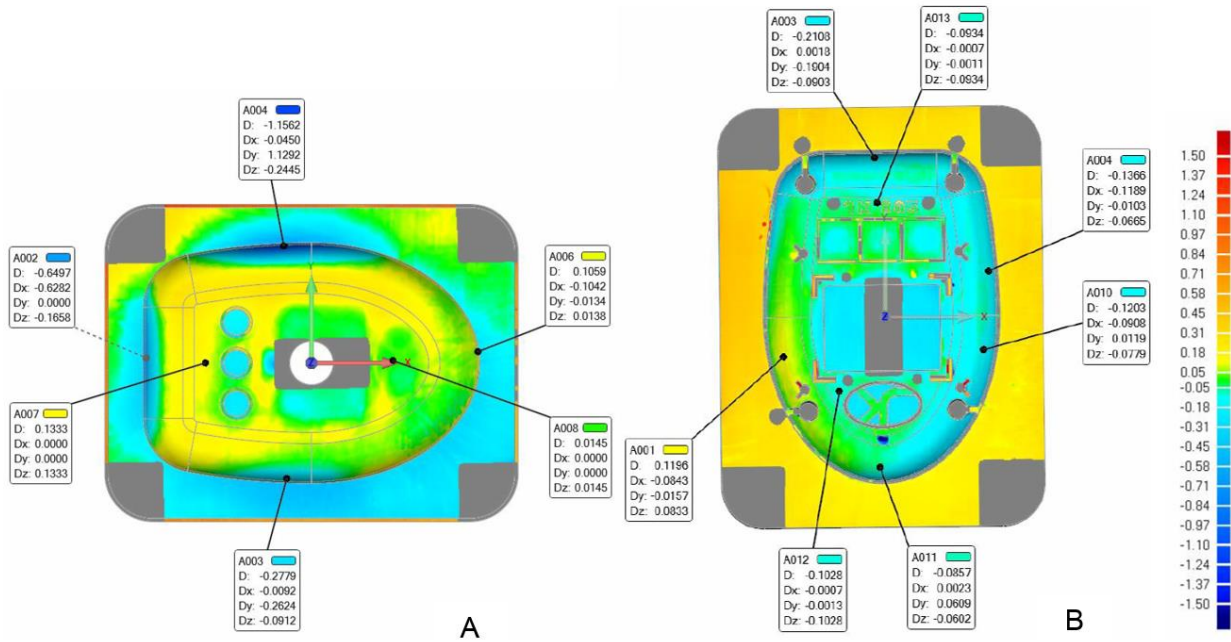 A003
D: -0.2108
Dx: 0.0018
Dy: -0.1904
Dz: -0.0903
A013
D: -0.0934
Dx: -0.0007
Dy: -0.0011
Dz: -0.0934
A004
D: -1.1562
Dx: -0.0450
Dy: 1.1292
Dz: -0.2445
A004
D: -0.1366
Dx: -0.1189
Dy: -0.0103
Dz: -0.0665
A002
D: -0.6497
Dx: -0.6282
Dy: 0.0000
Dz: -0.1658
A006
D: 0.1059
Dx: -0.1042
Dy: -0.0134
Dz: 0.0138
A010
D: -0.1203
Dx: -0.0908
Dy: 0.0119
Dz: -0.0779
A007
D: 0.1333
Dx: 0.0000
Dy: 0.0000
Dz: 0.1333
A008
D: 0.0145
Dx: 0.0000
Dy: 0.0000
Dz: 0.0145
A001
D: 0.1196
Dx: -0.0843
Dy: -0.0157
Dz: 0.0833
A003
D: -0.2779
Dx: -0.0092
Dy: -0.2624
Dz: -0.0912
A012
D: -0.1028
Dx: -0.0007
Dy: -0.0013
Dz: -0.1028
A011
D: -0.0857
Dx: 0.0023
Dy: 0.0609
Dz: -0.0602
Z
X
Z
X
A
B
1.50
1.37
1.24
1.10
0.97
0.84
0.71
0.58
0.45
0.31
0.18
0.05
-0.05
-0.18
-0.31
-0.45
-0.58
-0.71
-0.84
-0.97
-1.10
-1.24
-1.37
-1.50